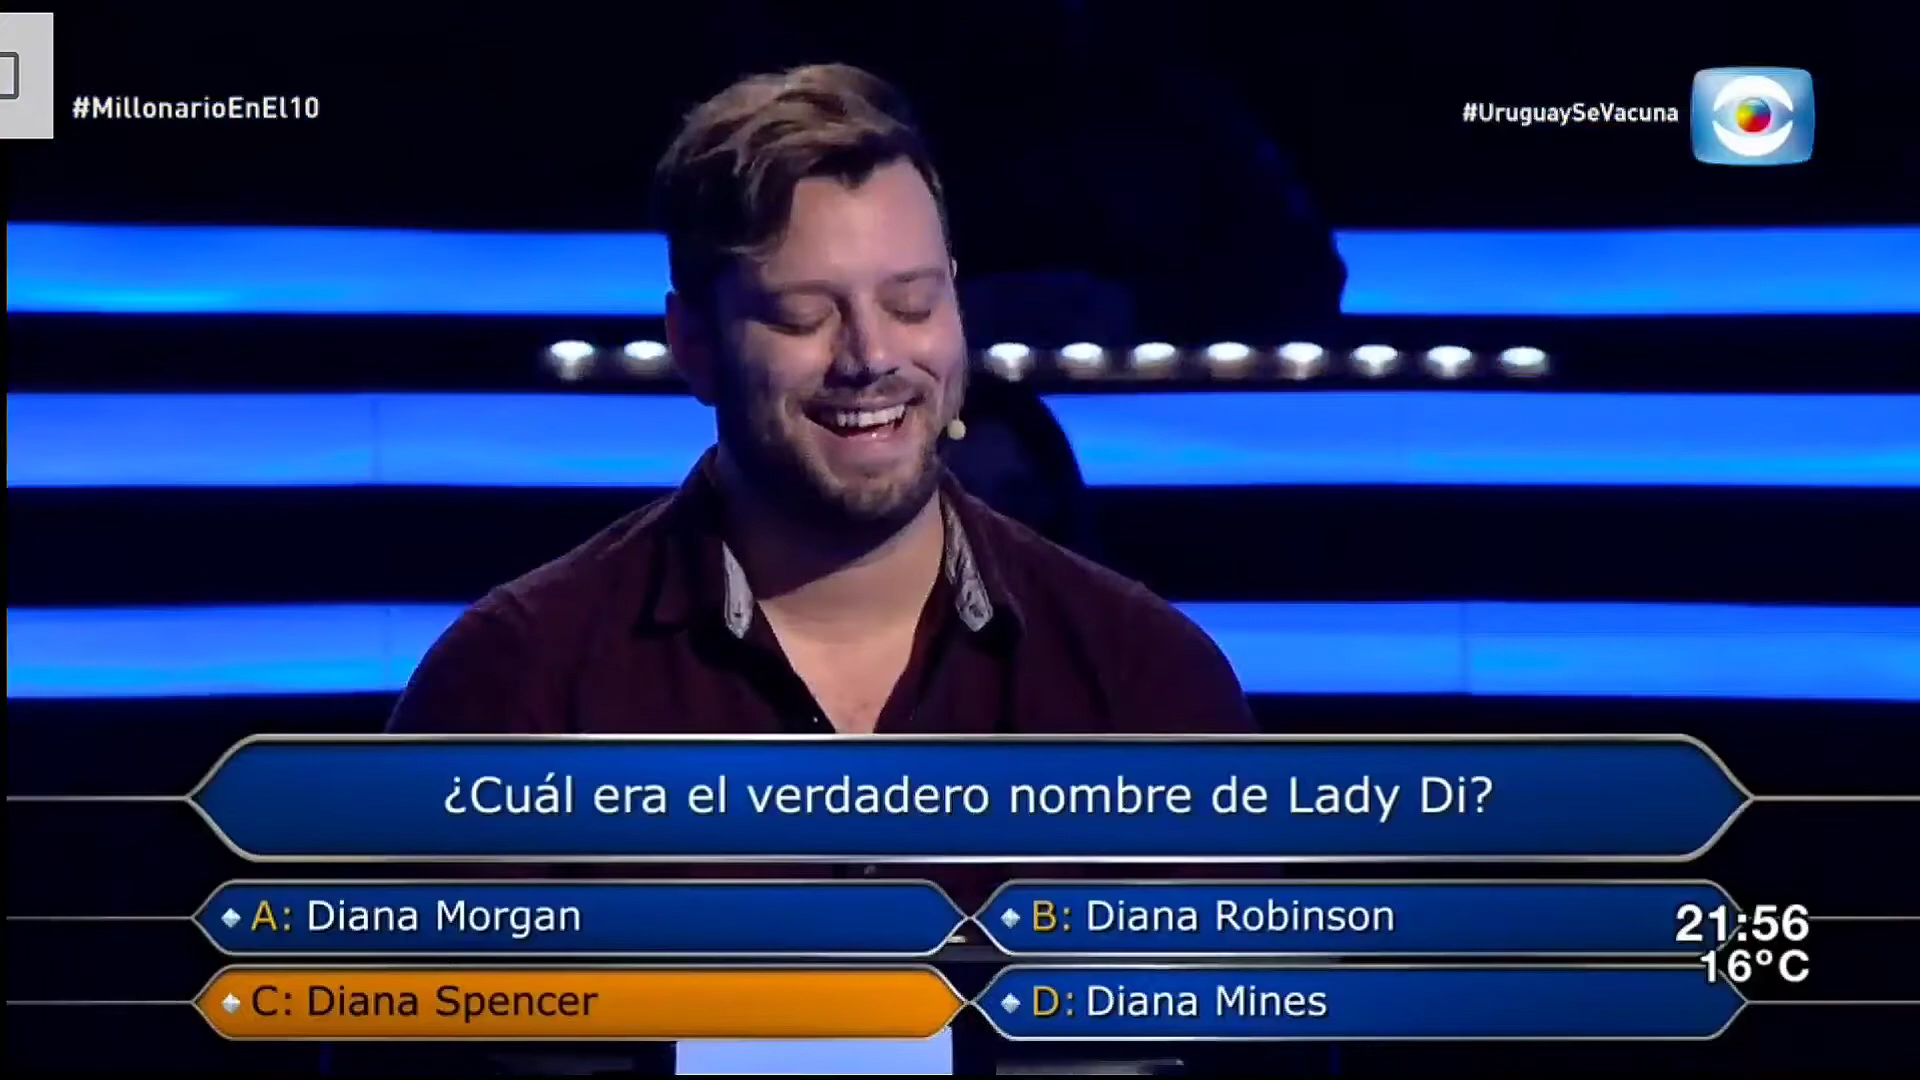 #MillonarioEnEl10
#UruguaySeVacuna
¿Cuál era el verdadero nombre de Lady Di?
A: Diana Morgan
B: Diana Robinson
C: Diana Spencer
D: Diana Mines
21:56
16°C